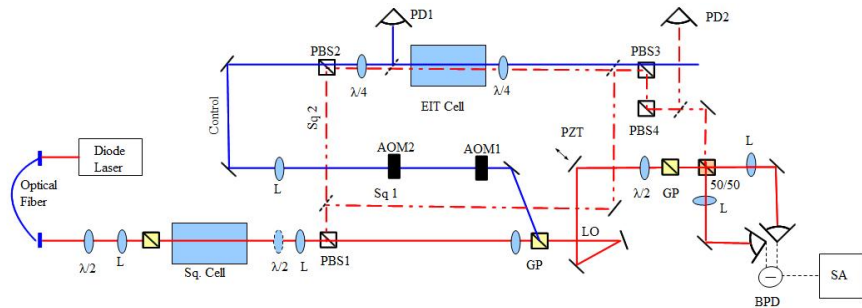 PD1
PD2
PBS2
PBS3
λ/4
EIT Cell
λ/4
Control
Sq 2
PBS4
PZT
Diode
Laser
AOM2
AOM1
L
Optical
Fiber
L
Sq 1
λ/2
GP
50/50
L
LO
λ/2
L
Sq. Cell
λ/2
L
PBS1
GP
BPD
SA